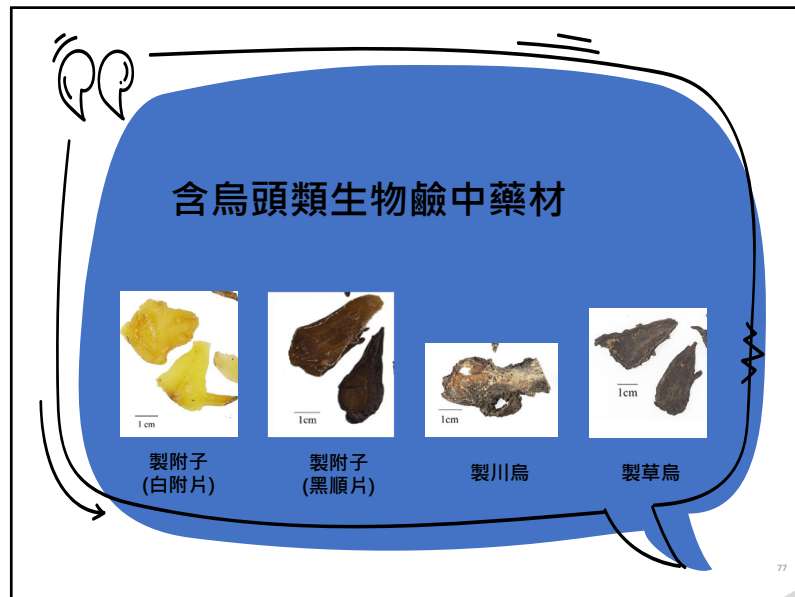 含烏頭類生物鹼中藥材
1 cm
1cm
1cm
1cm
製附子
(白附片)
製附子
(黑順片)
製川烏
製草烏
77